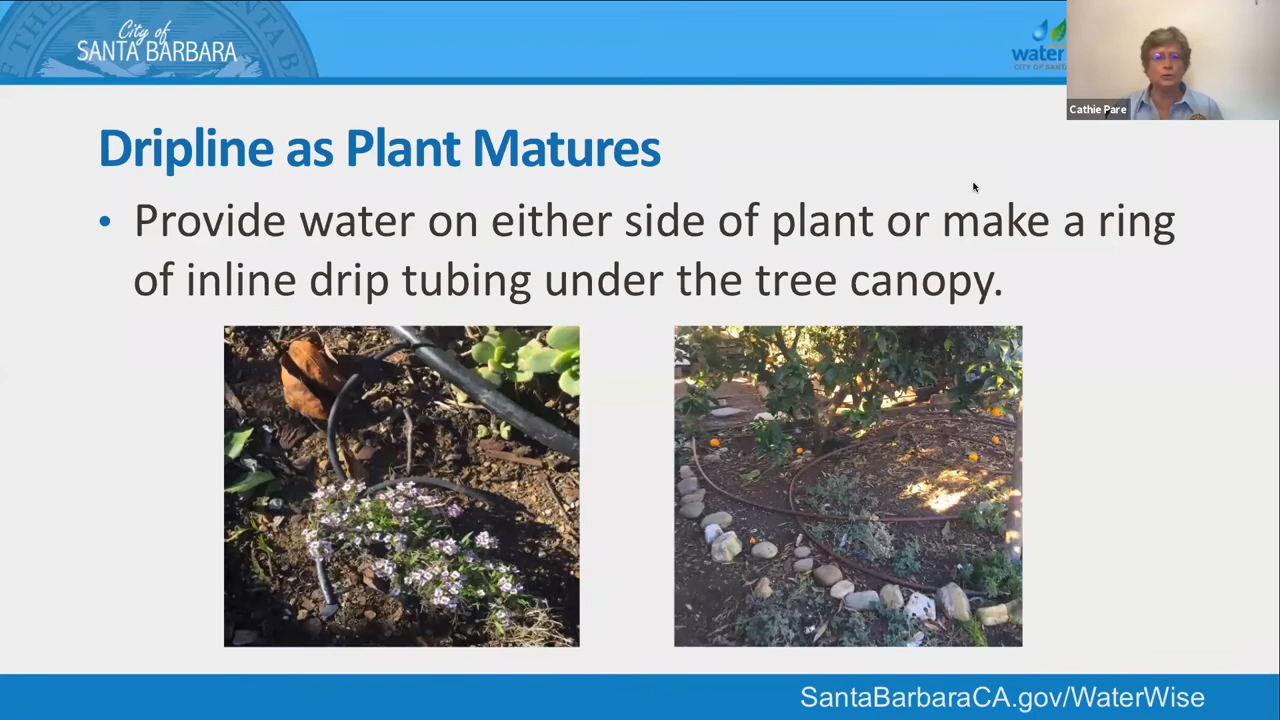 City of
SANTA BARBARA
water
CITY OF SANTA
Cathie Pare
Dripline as Plant Matures
• Provide water on either side of plant or make a ring
of inline drip tubing under the tree canopy.
SantaBarbaraCA.gov/WaterWise